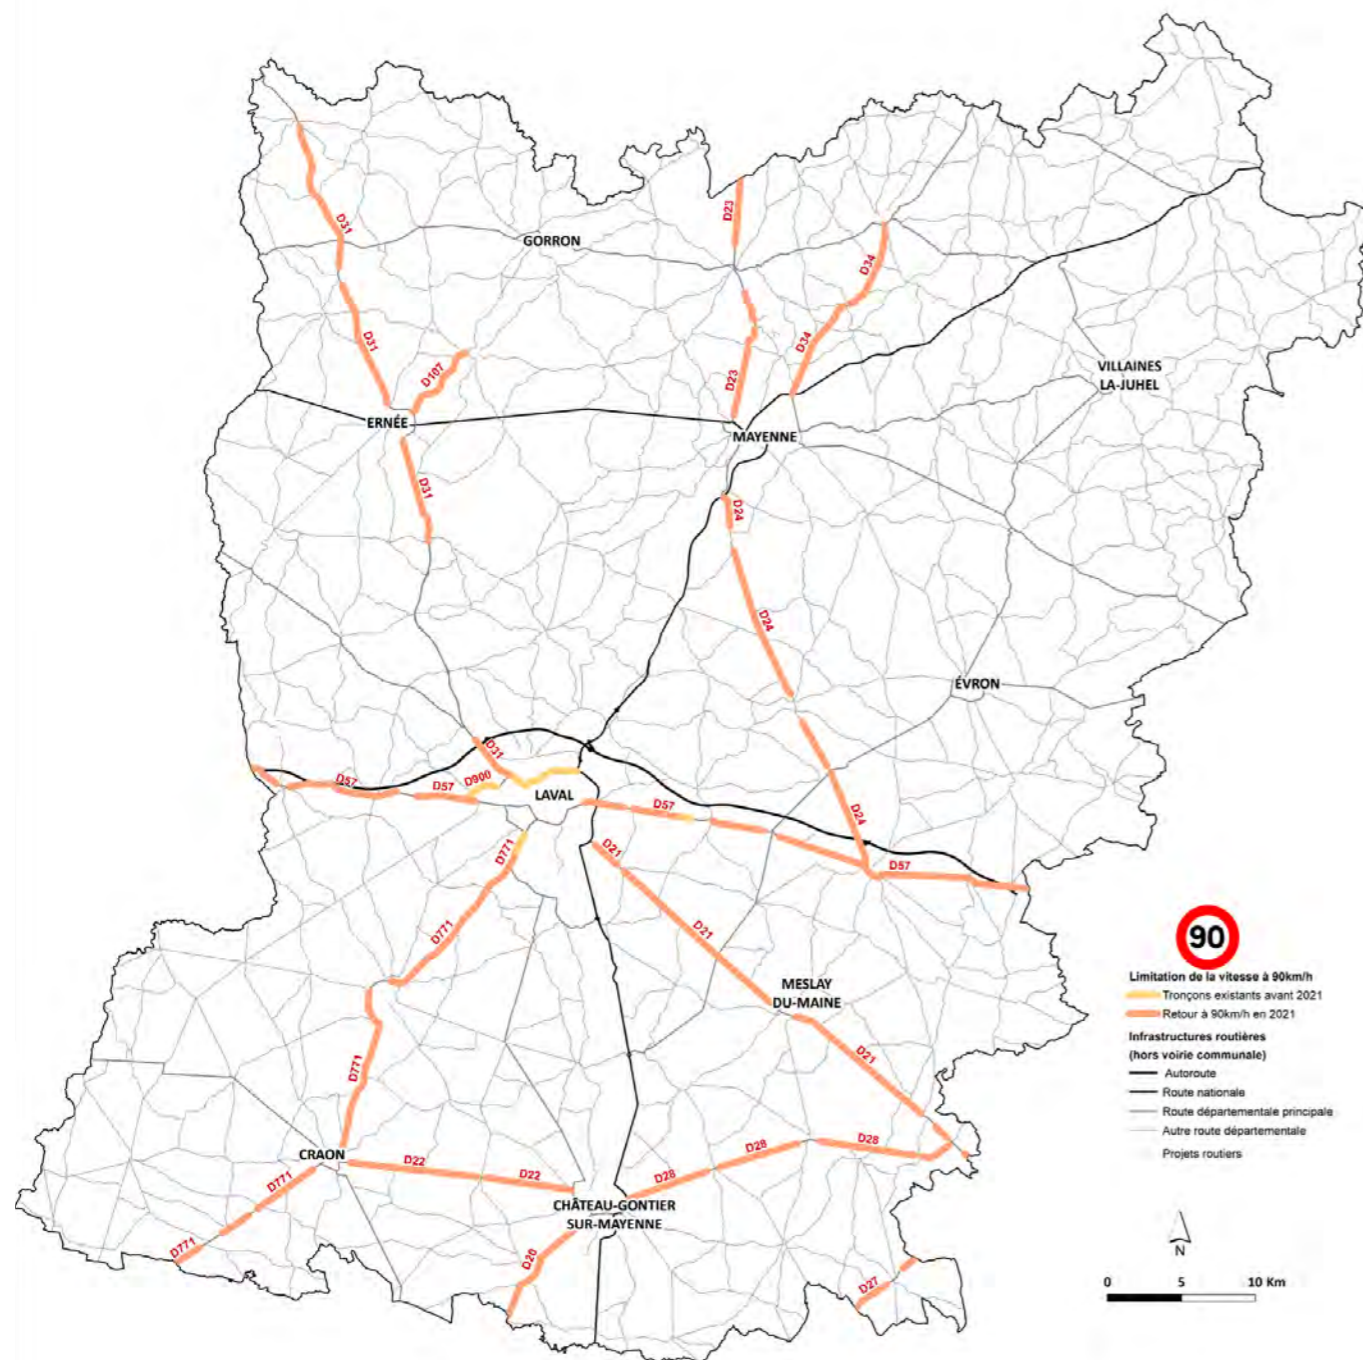 D31
D23
GORRON
D34
D31
D34
D107
D23
VILLAINES
LA-JUHEL
ERNÉE
MAYENNE
D31
D24
D24
ÉVRON
D31
D57
D900
D57
LAVAL
D57
D24
D771
D21
D57
D771
D21
90
Limitation de la vitesse à 90km/h
Tronçons existants avant 2021
Retour à 90km/h en 2021
Infrastructures routières
(hors voirie communale)
Autoroute
Route nationale
Route départementale principale
Autre route départementale
Projets routiers
MESLAY
DU-MAINE
D771
D21
CRAON
D28
D28
D22
D22
D771
CHÂTEAU-GONTIER
SUR-MAYENNE
D771
D20
D27
N
0 5 10 Km